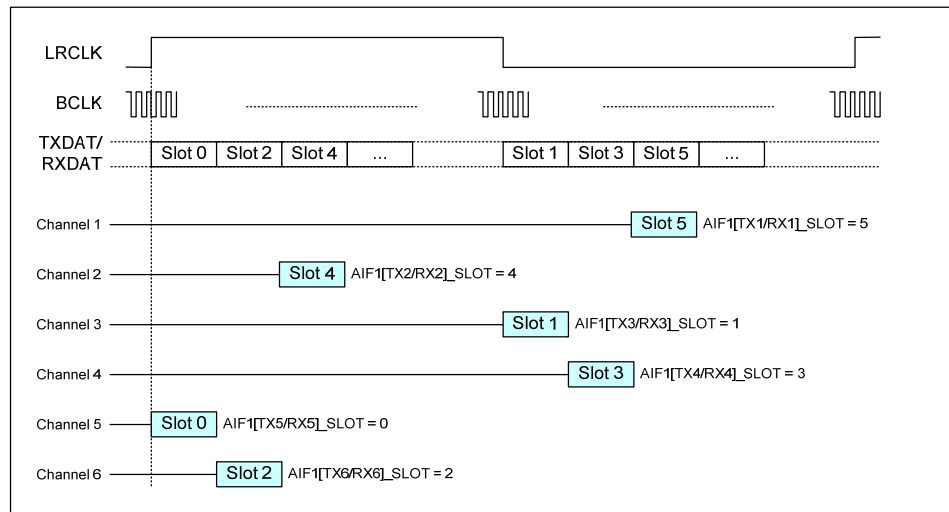 LRCLK
BCLK
TXDAT/
RXDAT
Slot 0 Slot 2 Slot 4 ... Slot 1 Slot 3 Slot 5 ...
Channel 1 Slot 5 AIF1[TX1/RX1]_SLOT = 5
Channel 2 Slot 4 AIF1[TX2/RX2]_SLOT = 4
Channel 3 Slot 1 AIF1[TX3/RX3]_SLOT = 1
Channel 4 Slot 3 AIF1[TX4/RX4]_SLOT = 3
Channel 5 Slot 0 AIF1[TX5/RX5]_SLOT = 0
Channel 6 Slot 2 AIF1[TX6/RX6]_SLOT = 2